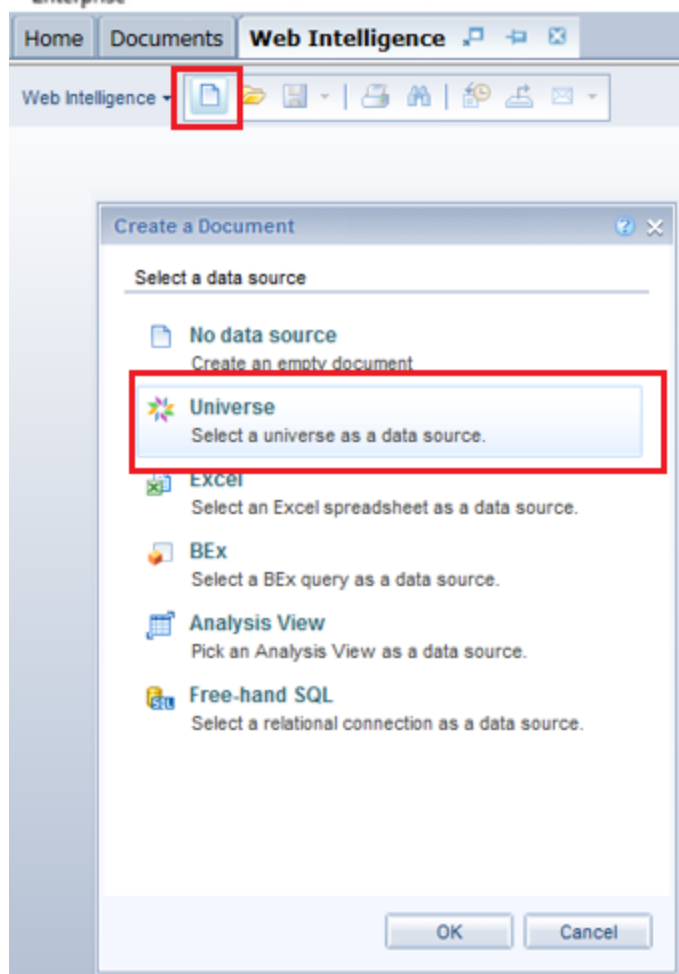 Enterprise
Home Documents Web Intelligence
Web Intelligence
Create a Document
Select a data source
No data source
Create an empty document
Universe
Select a universe as a data source.
Excel
Select an Excel spreadsheet as a data source.
BEx
Select a BEx query as a data source.
Analysis View
Pick an Analysis View as a data source.
Free-hand SQL
Select a relational connection as a data source.
OK Cancel